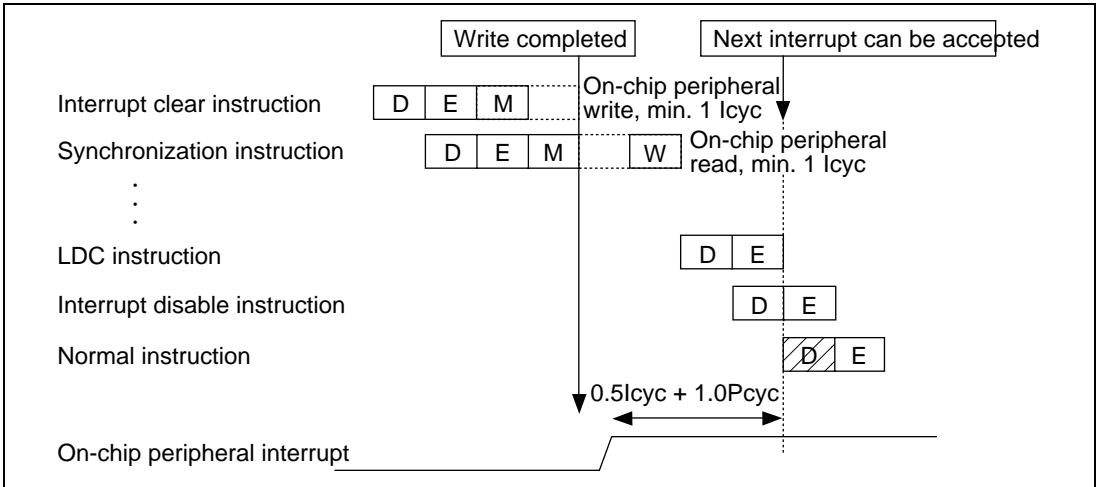 Write completed
Next interrupt can be accepted
Interrupt clear instruction
D E M
On-chip peripheral
write, min. 1 Icyc
Synchronization instruction
D E M W
On-chip peripheral
read, min. 1 Icyc
.
.
.
LDC instruction
D E
Interrupt disable instruction
D E
Normal instruction
D E
0.5Icyc + 1.0Pcyc
On-chip peripheral interrupt